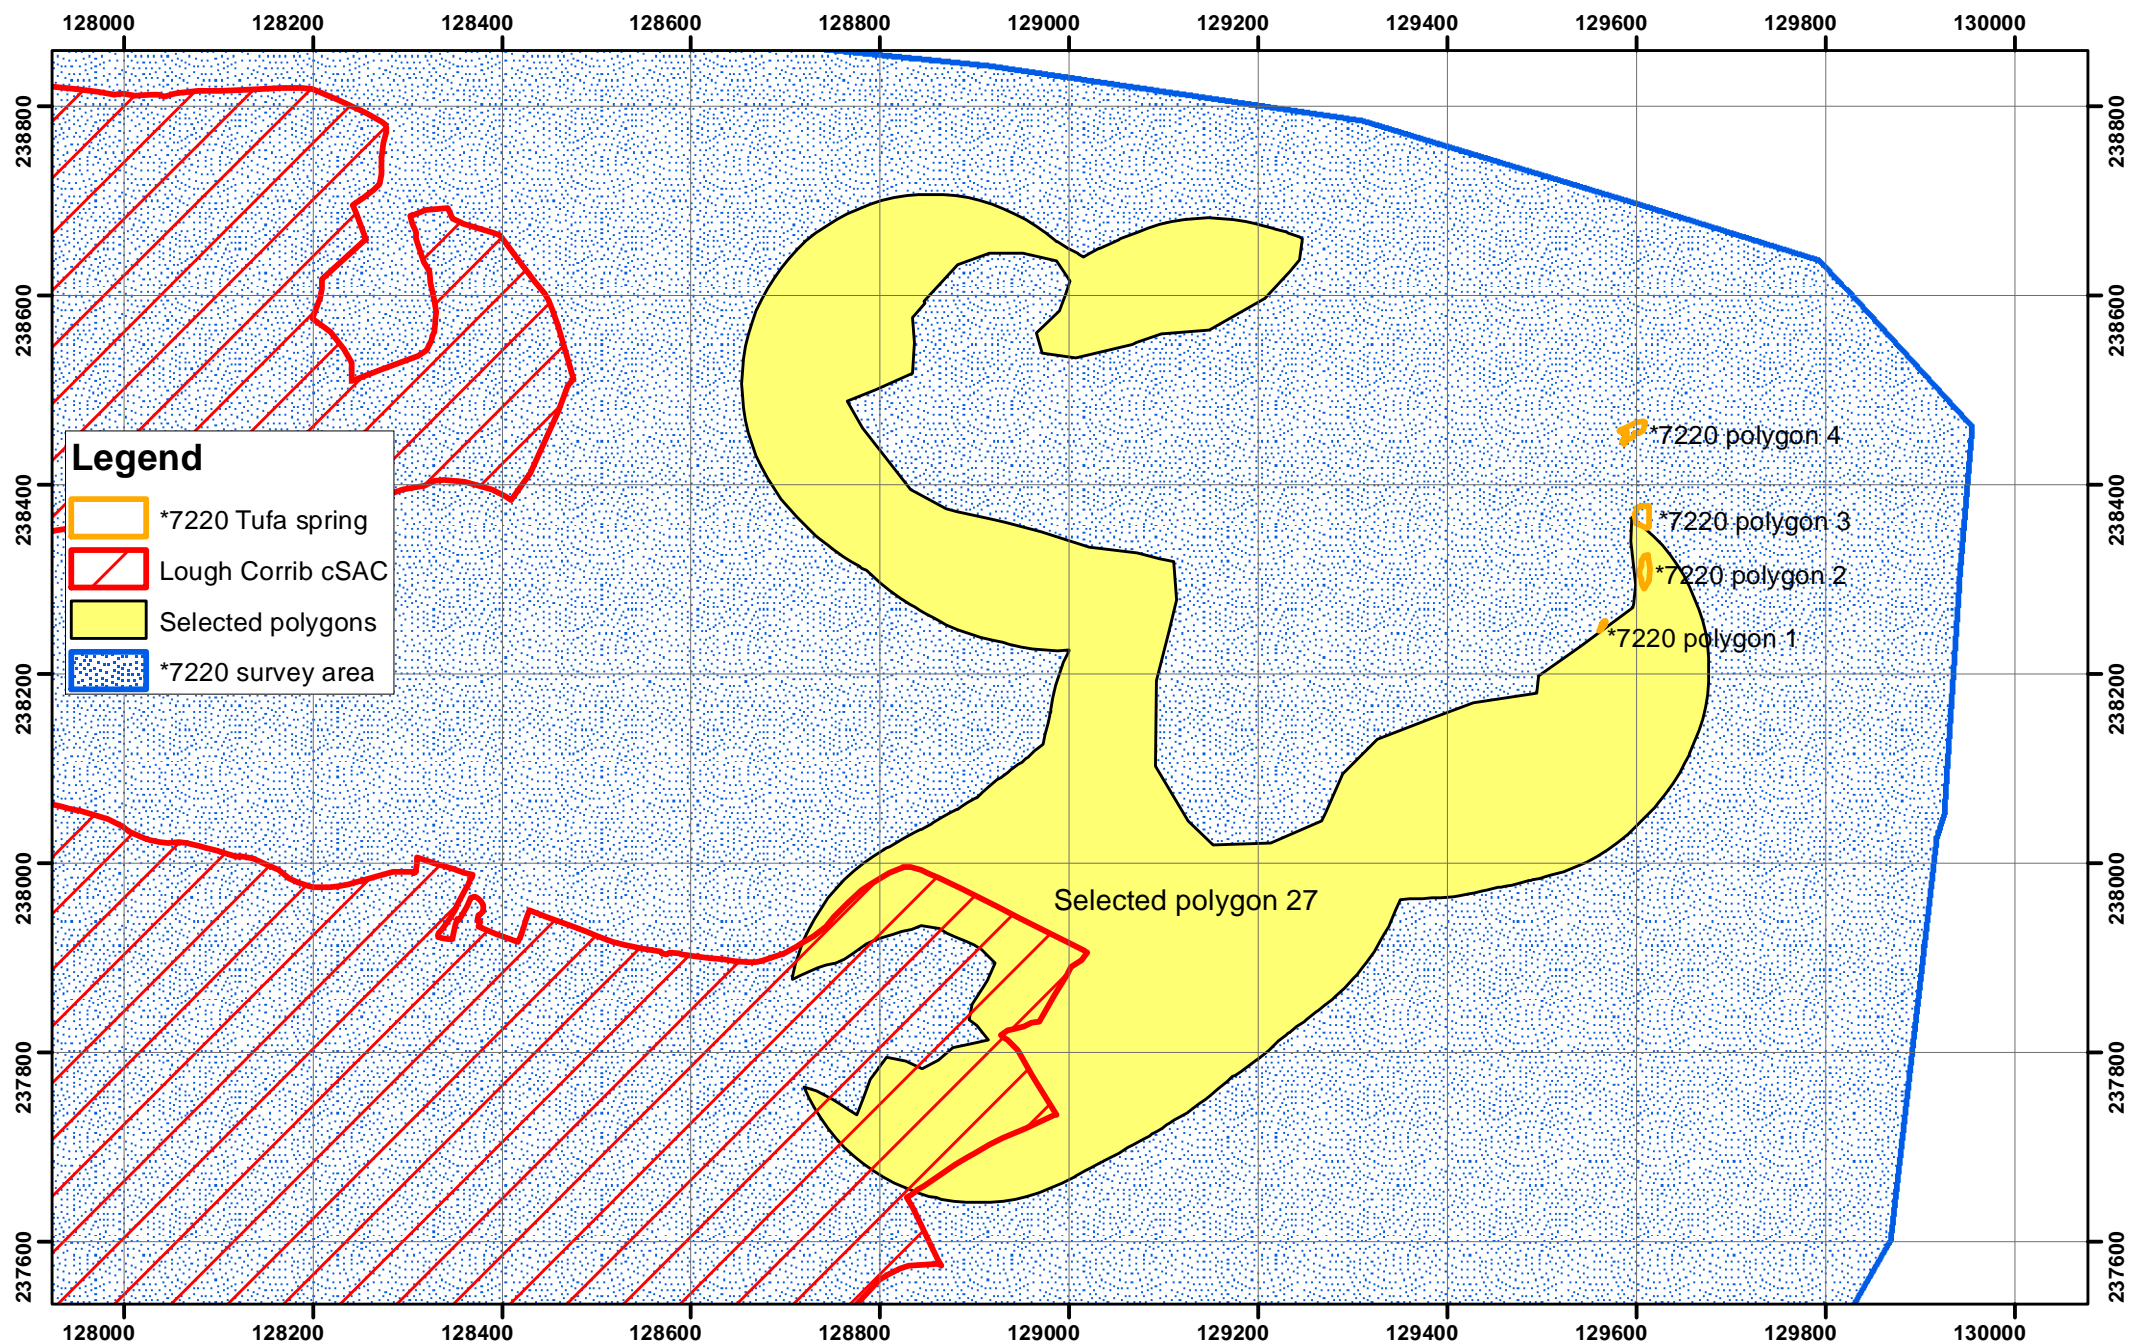 128000 128200 128400 128600 128800 129000 129200 129400 129600 129800 130000
238800 238800
238600 238600
*7220 polygon 4
Legend
238400 238400
*7220 Tufa spring
*7220 polygon 3
Lough Corrib cSAC
*7220 polygon 2
Selected polygons
*7220 polygon 1
*7220 survey area
238200 238200
238000 238000
Selected polygon 27
237800 237800
237600 237600
128000 128200 128400 128600 128800 129000 129200 129400 129600 129800 130000